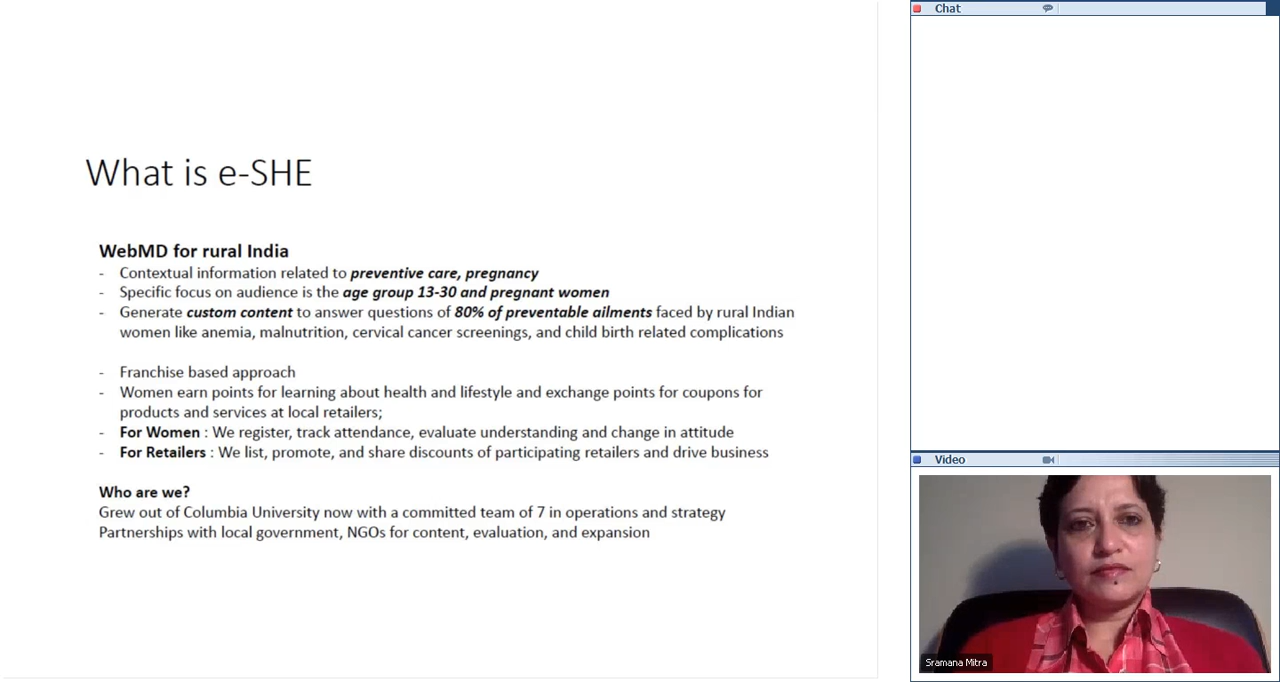 What is e-SHE
WebMD for rural India
- Contextual information related to preventive care, pregnancy
- Specific focus on audience is the age group 13-30 and pregnant women
- Generate custom content to answer questions of 80% of preventable ailments faced by rural Indian
women like anemia, malnutrition, cervical cancer screenings, and child birth related complications
- Franchise based approach
- Women earn points for learning about health and lifestyle and exchange points for coupons for
products and services at local retailers;
- For Women : We register, track attendance, evaluate understanding and change in attitude
- For Retailers : We list, promote, and share discounts of participating retailers and drive business
Who are we?
Grew out of Columbia University now with a committed team of 7 in operations and strategy
Partnerships with local government, NGOs for content, evaluation, and expansion
Chat
Video
Sramana Mitra